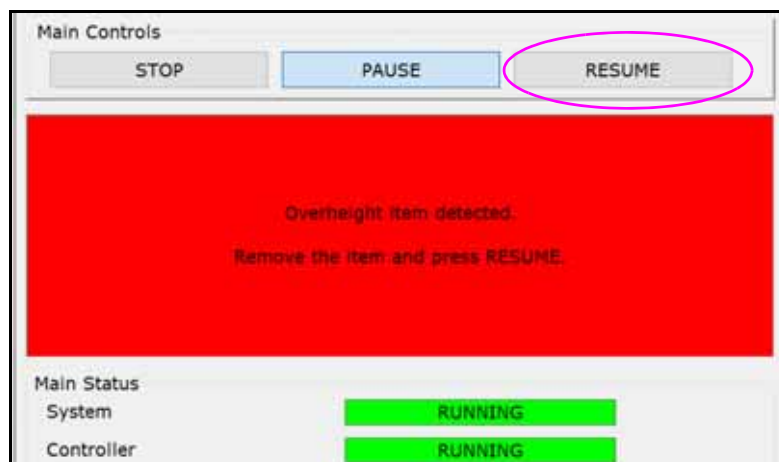 Main Controls
STOP PAUSE RESUME
Overheight item detected.
Remove the item and press RESUME.
Main Status
System RUNNING
Controller RUNNING